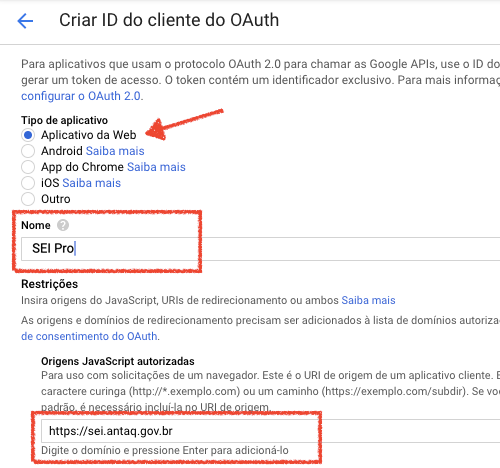 Criar ID do cliente do OAuth
Para aplicativos que usam o protocolo OAuth 2.0 para chamar as Google APIs, use o ID do
gerar um token de acesso. O token contém um identificador exclusivo. Para mais informaç
configurar o OAuth 2.0.
Tipo de aplicativo
Aplicativo da Web
Android Saiba mais
App do Chrome Saiba mais
iOS Saiba mais
Outro
Nome ?
SEI Pro
Restrições
Insira origens do JavaScript, URIs de redirecionamento ou ambos Saiba mais
As origens e domínios de redirecionamento precisam ser adicionados à lista de domínios autoriza
de consentimento do OAuth.
Origens JavaScript autorizadas
Para uso com solicitações de um navegador. Este é o URI de origem de um aplicativo cliente. E
caractere curinga (http://*.exemplo.com) ou um caminho (https://exemplo.com/subdir). Se voc
padrão, é necessário incluí-la no URI de origem.
https://sei.antaq.gov.br
Digite o domínio e pressione Enter para adicioná-lo